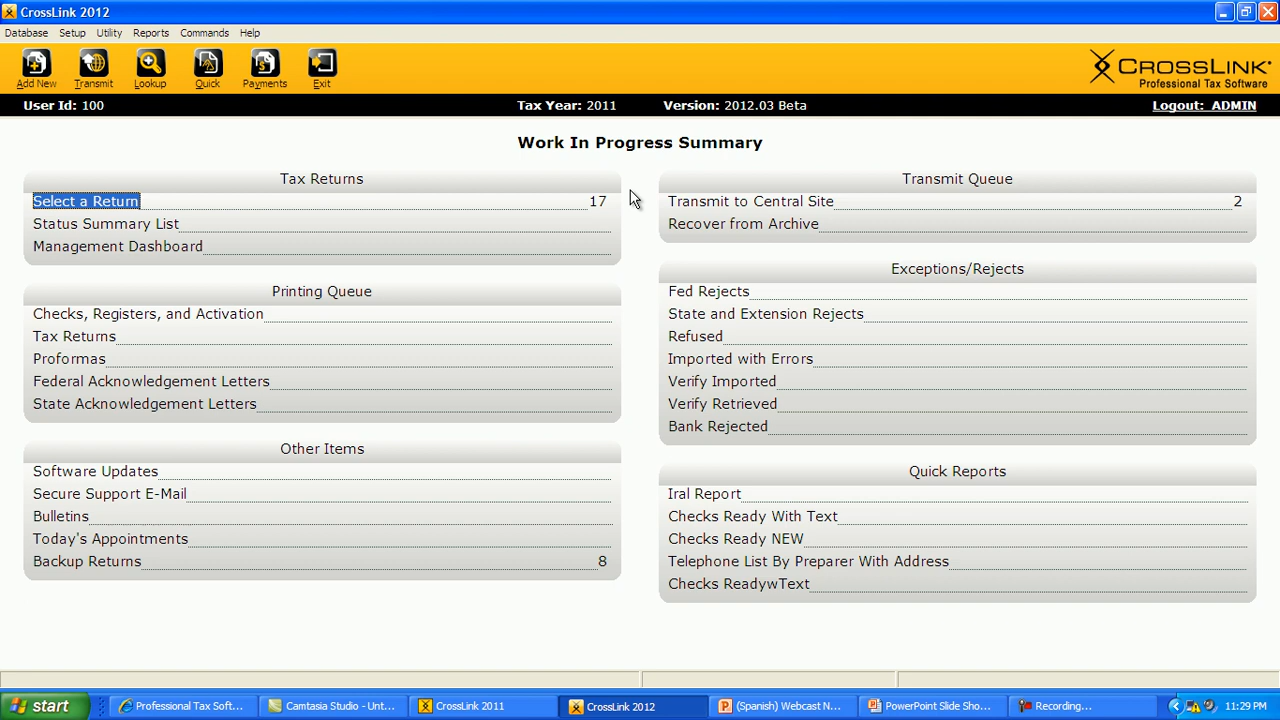 CrossLink 2012
Database Setup Utility Reports Commands Help
Add New Transmit Lookup Quick Payments Exit
CROSSLINK
Professional Tax Software
User Id: 100 Tax Year: 2011 Version: 2012.03 Beta Logout: ADMIN
Work In Progress Summary
Tax Returns
Select a Return 17
Status Summary List
Management Dashboard
Printing Queue
Checks, Registers, and Activation
Tax Returns
Proformas
Federal Acknowledgement Letters
State Acknowledgement Letters
Other Items
Software Updates
Secure Support E-Mail
Bulletins
Today's Appointments
Backup Returns 8
Transmit Queue
Transmit to Central Site 2
Recover from Archive
Exceptions/Rejects
Fed Rejects
State and Extension Rejects
Refused
Imported with Errors
Verify Imported
Verify Retrieved
Bank Rejected
Quick Reports
Iral Report
Checks Ready With Text
Checks Ready NEW
Telephone List By Preparer With Address
Checks ReadywText
start Professional Tax Soft... Camtasia Studio - Unt... CrossLink 2011 CrossLink 2012 (Spanish) Webcast N... PowerPoint Slide Sho... Recording... 11:29 PM